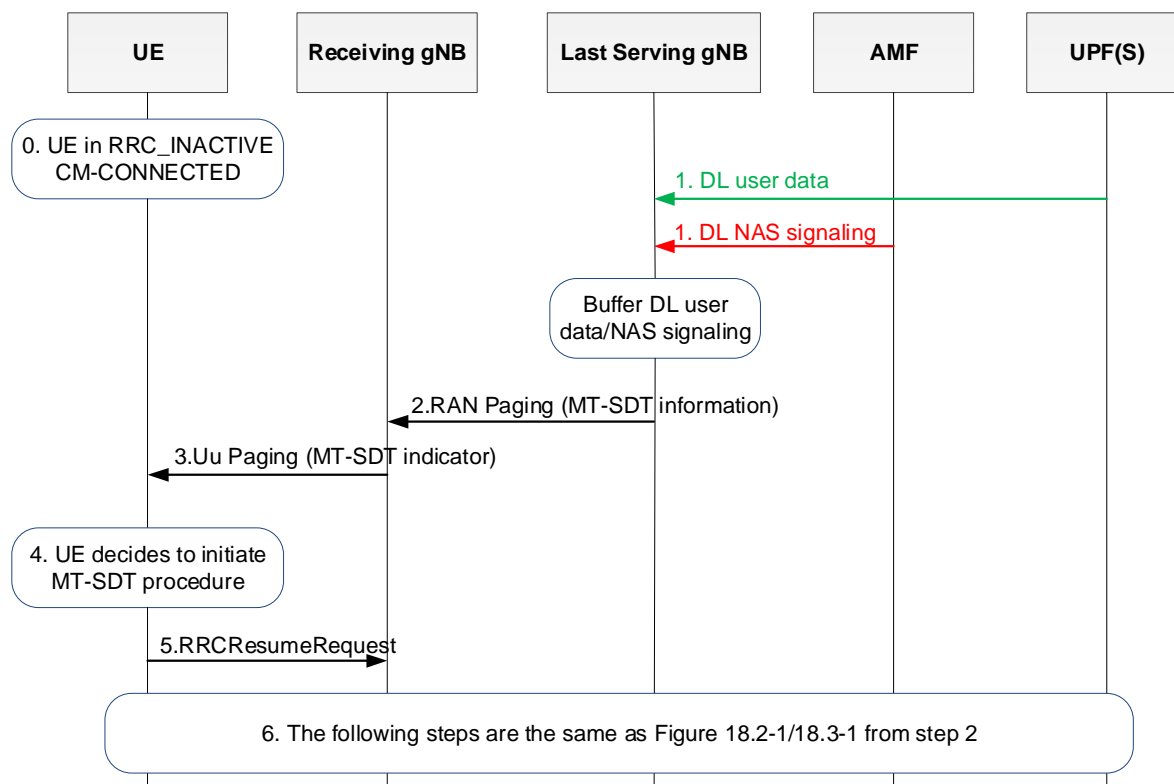 UE
Receiving gNB
Last Serving gNB
AMF
UPF(S)
0. UE in RRC_INACTIVE
CM-CONNECTED
1. DL user data
1. DL NAS signaling
Buffer DL user
data/NAS signaling
2.RAN Paging (MT-SDT information)
3.Uu Paging (MT-SDT indicator)
4. UE decides to initiate
MT-SDT procedure
5.RRCResumeRequest
6. The following steps are the same as Figure 18.2-1/18.3-1 from step 2